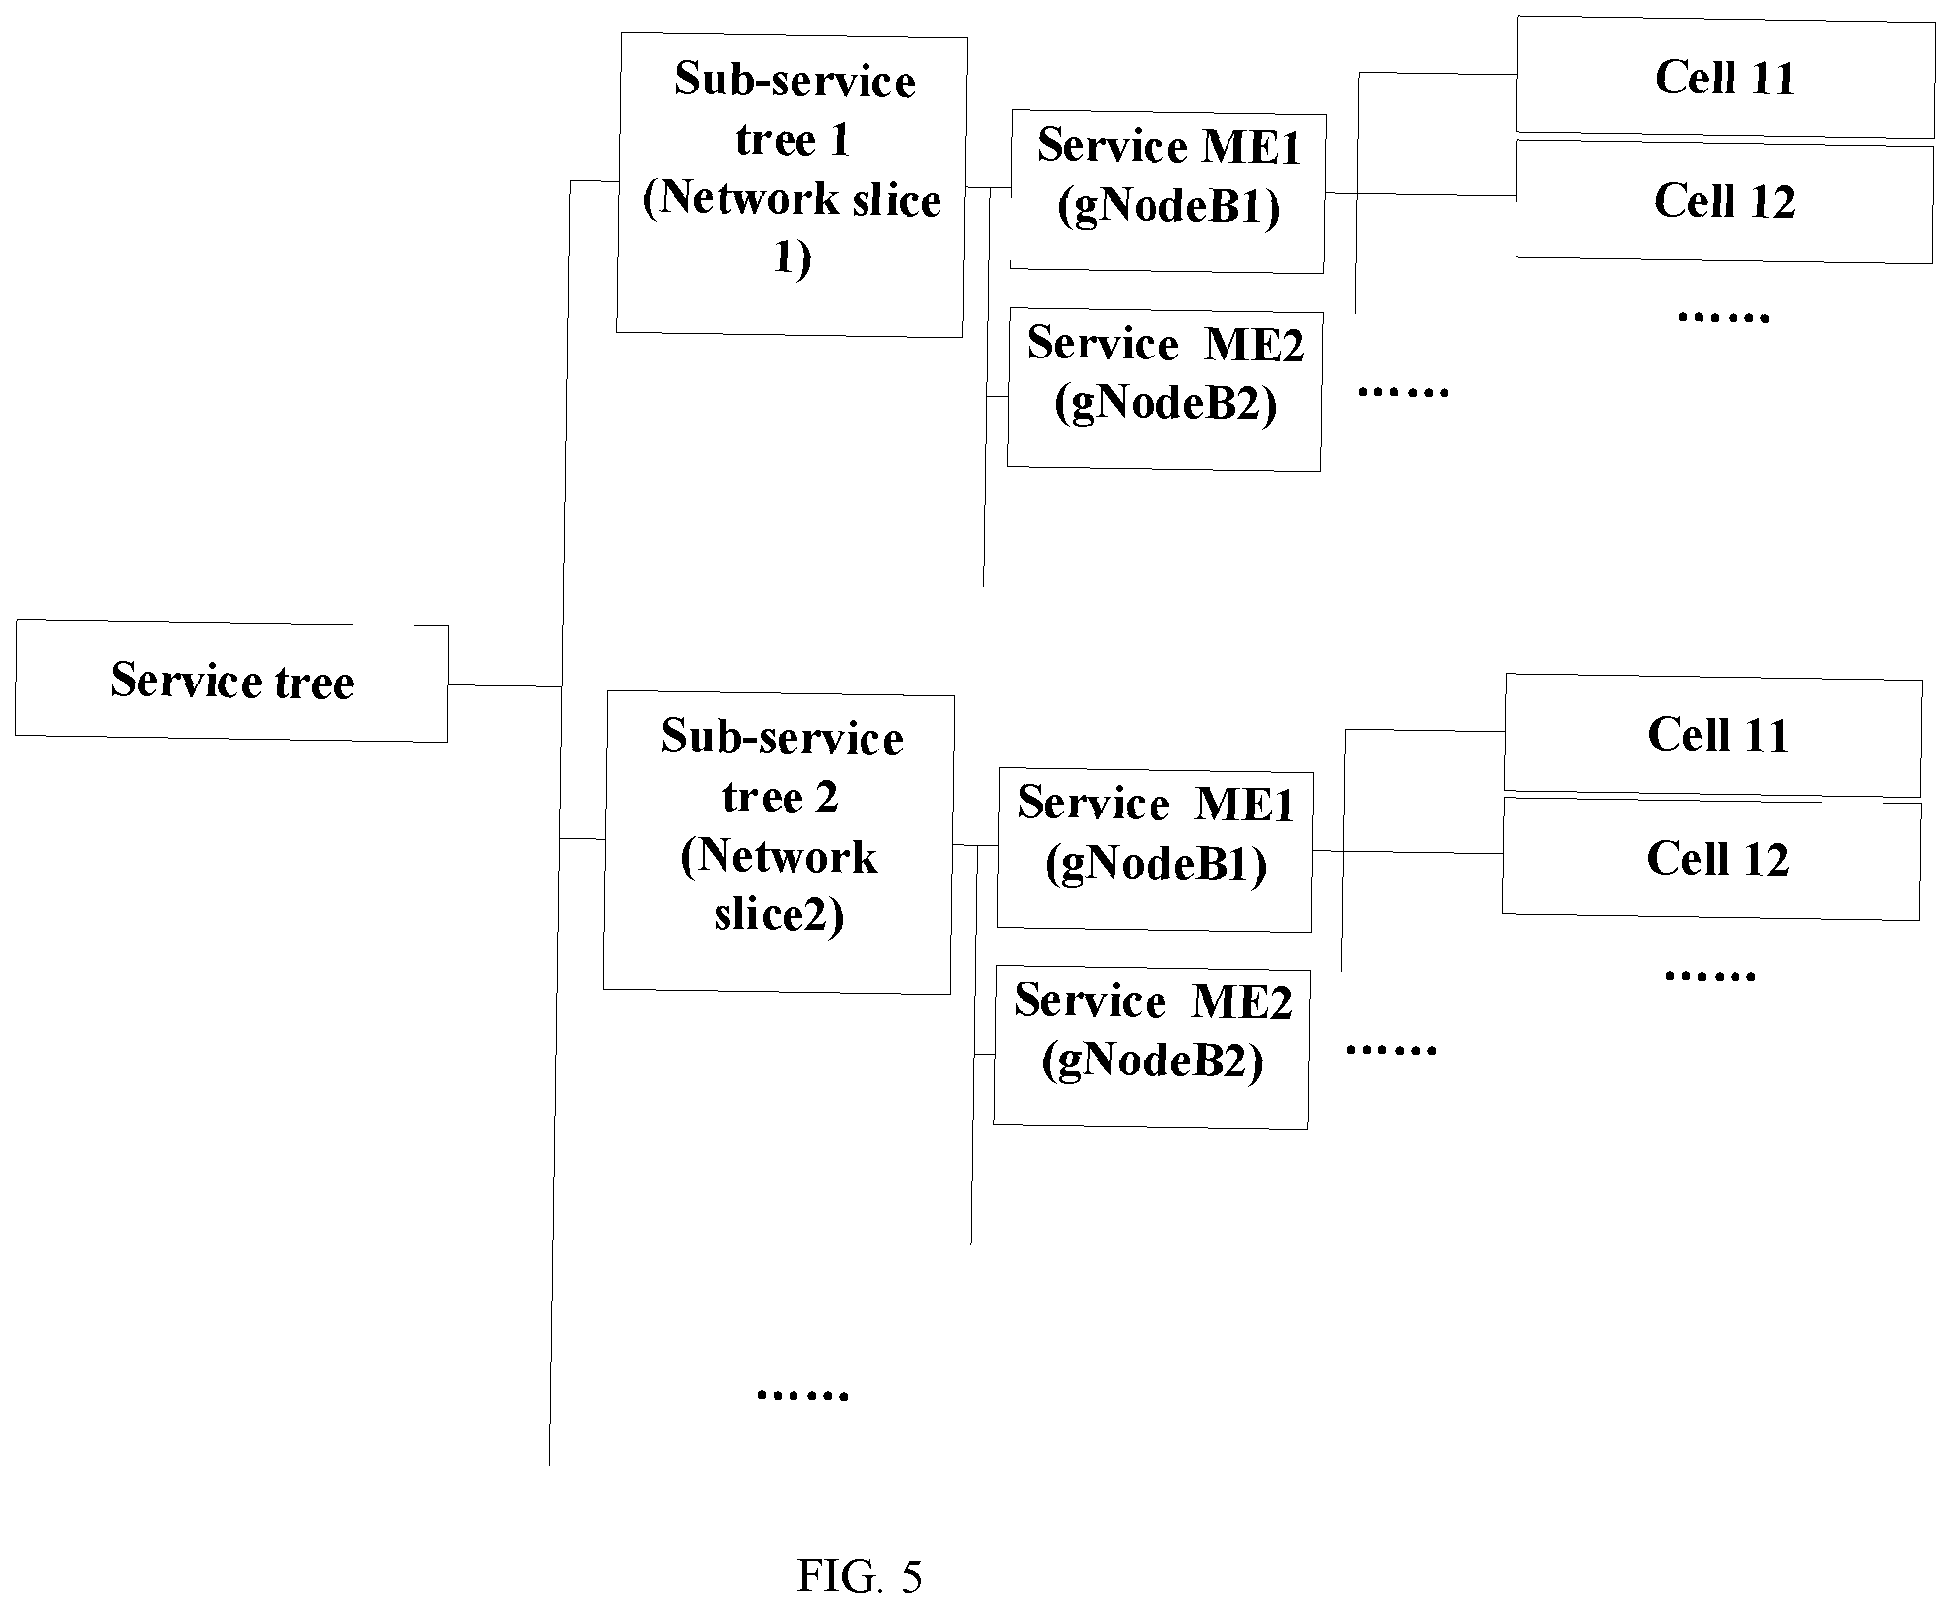 Sub-service
tree 1
(Network slice
1)
Service ME1
(gNodeB1)
Cell 11
Cell 12
……
Service ME2
(gNodeB2)
……
Service tree
Sub-service
tree 2
(Network
slice2)
Service ME1
(gNodeB1)
Cell 11
Cell 12
……
Service ME2
(gNodeB2)
……
……
FIG. 5